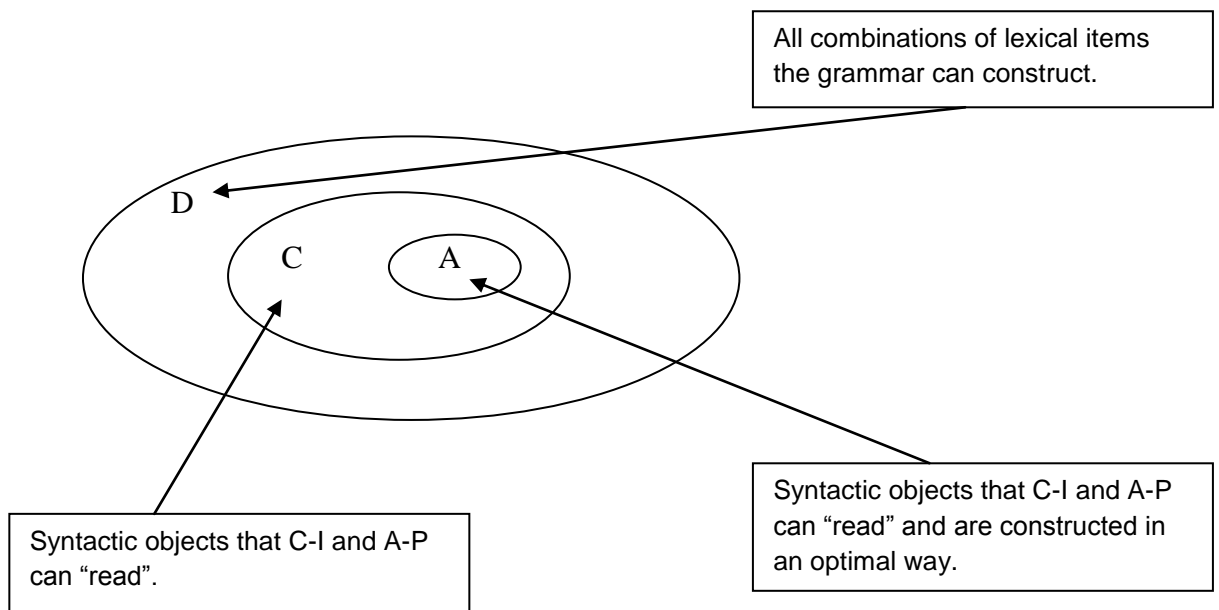 All combinations of lexical items
the grammar can construct.
D
C
A
Syntactic objects that C-I and A-P
can “read” and are constructed in
an optimal way.
Syntactic objects that C-I and A-P
can “read”.